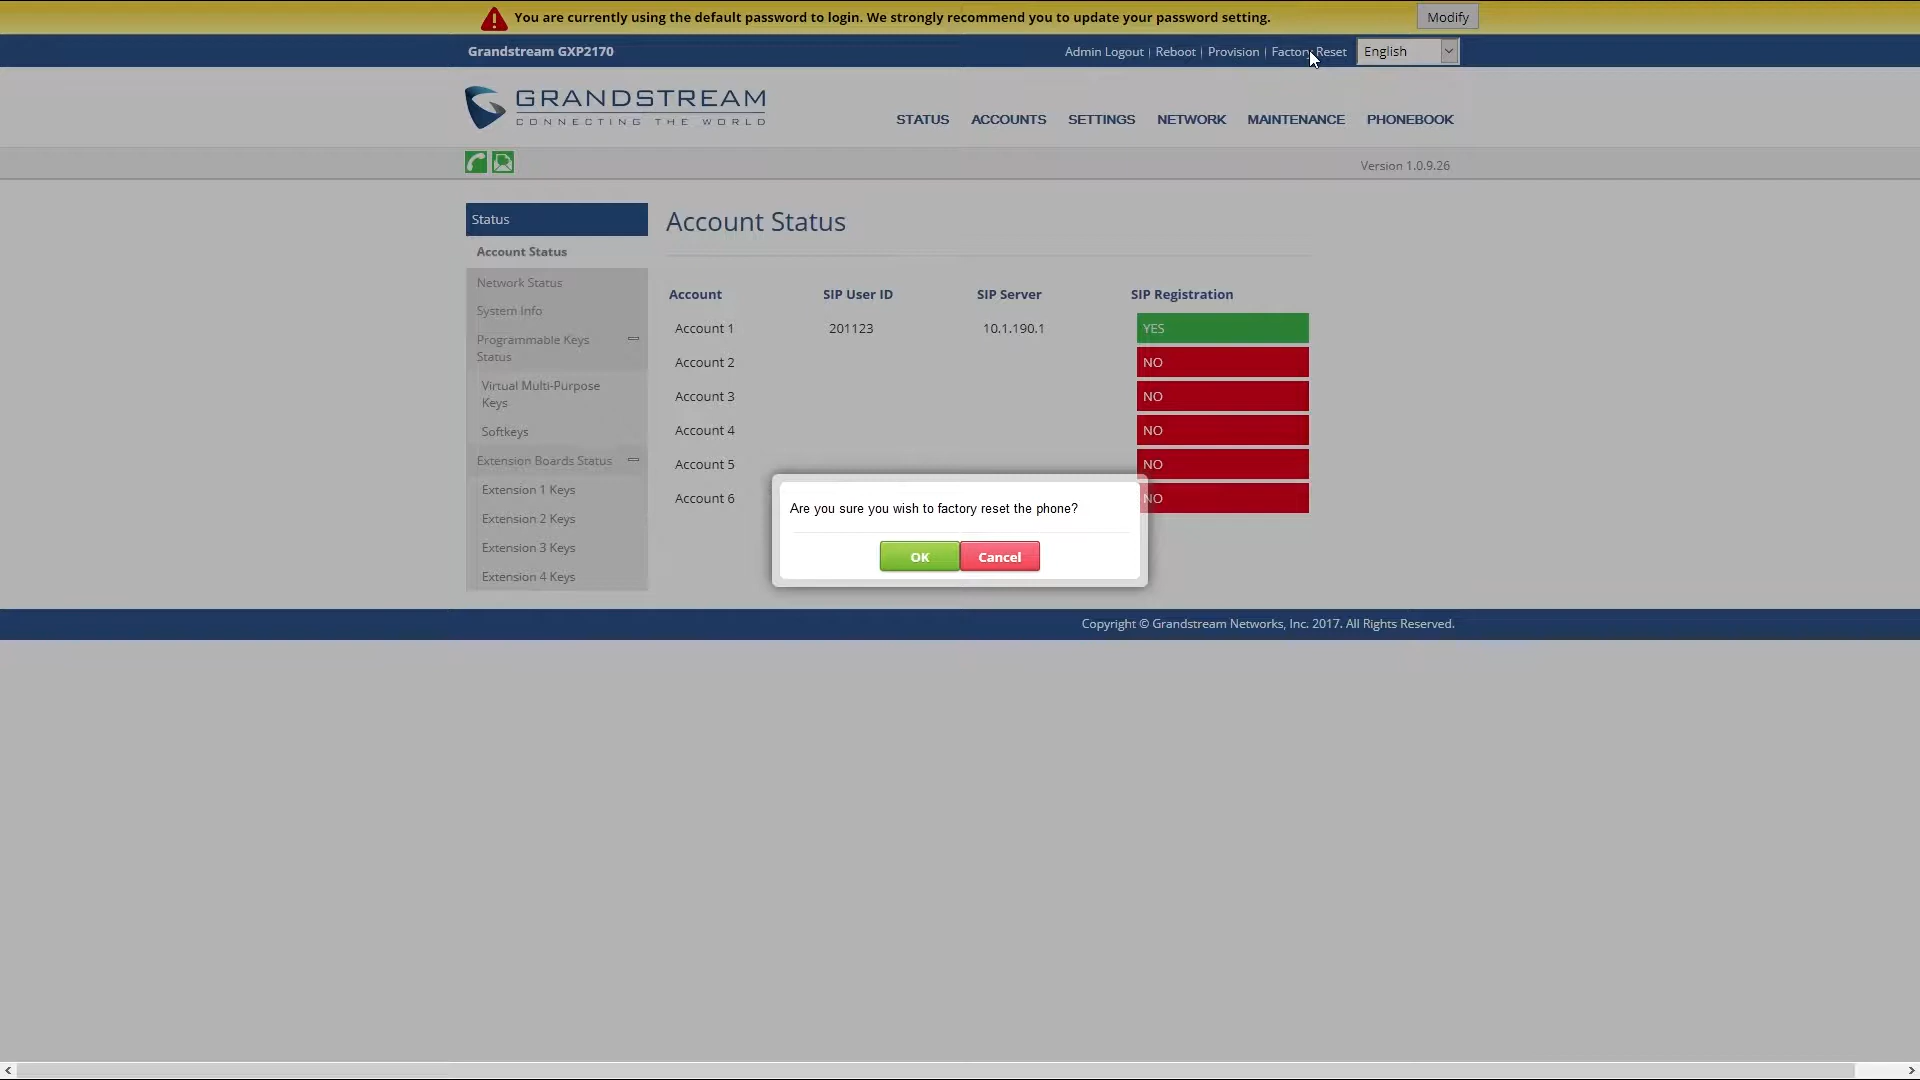 You are currently using the default password to login. We strongly recommend you to update your password setting.
Modify
Grandstream GXP2170
Admin Logout | Reboot | Provision | Factory Reset
English
GRANDSTREAM
CONNECTING THE WORLD
STATUS ACCOUNTS SETTINGS NETWORK MAINTENANCE PHONEBOOK
Version 1.0.9.26
Status
Account Status
Network Status
System Info
Programmable Keys
Status
Virtual Multi-Purpose
Keys
Softkeys
Extension Boards Status
Extension 1 Keys
Extension 2 Keys
Extension 3 Keys
Extension 4 Keys
Account Status
Account SIP User ID SIP Server SIP Registration
Account 1 201123 10.1.190.1 YES
Account 2 NO
Account 3 NO
Account 4 NO
Account 5 NO
Account 6 NO
Are you sure you wish to factory reset the phone?
OK Cancel
Copyright © Grandstream Networks, Inc. 2017. All Rights Reserved.